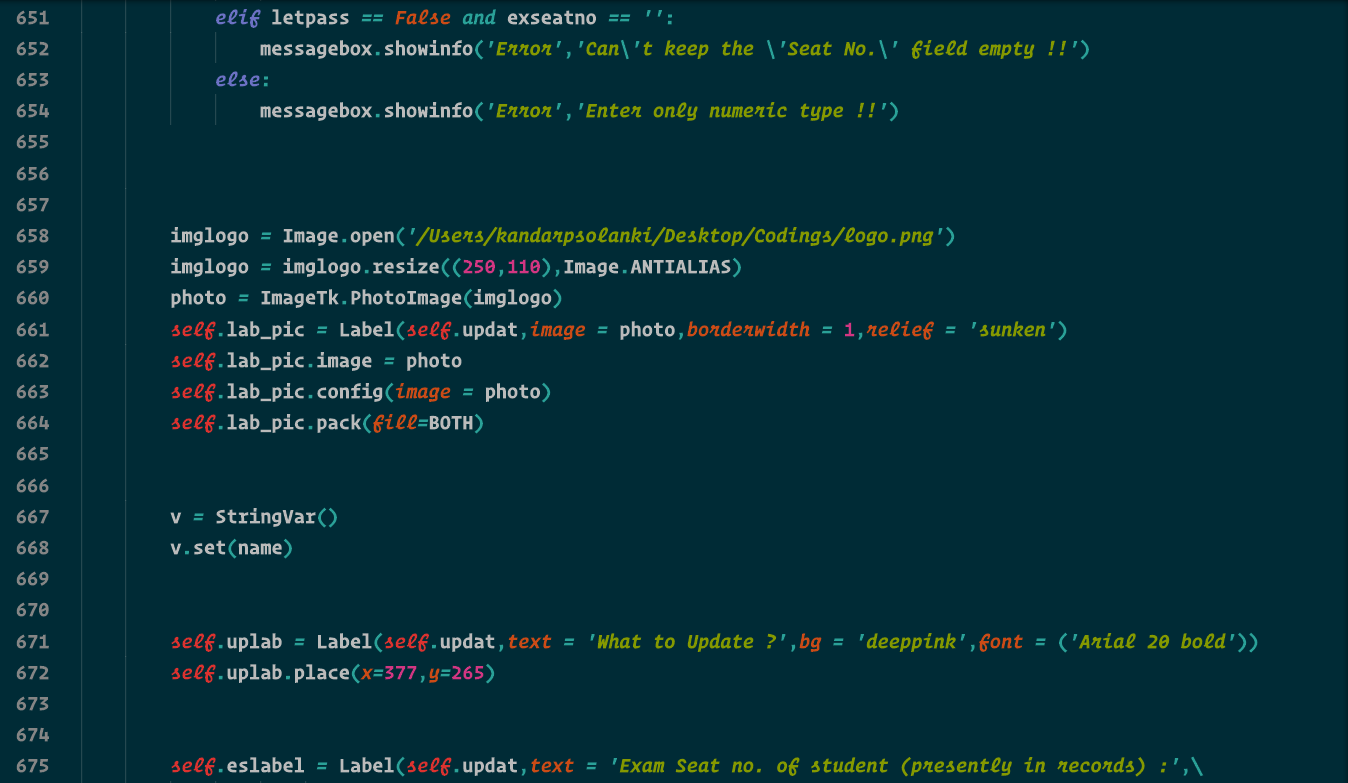 651 elif letpass == False and exseatno == '':
652 messagebox.showinfo('Error','Can\'t keep the \'Seat No.\' field empty !!')
653 else:
654 messagebox.showinfo('Error','Enter only numeric type !!')
655
656
657
658 imglogo = Image.open('/Users/kandarpsolanki/Desktop/Codings/logo.png')
659 imglogo = imglogo.resize((250,110),Image.ANTIALIAS)
660 photo = ImageTk.PhotoImage(imglogo)
661 self.lab_pic = Label(self.updat,image = photo,borderwidth = 1,relief = 'sunken')
662 self.lab_pic.image = photo
663 self.lab_pic.config(image = photo)
664 self.lab_pic.pack(fill=BOTH)
665
666
667 v = StringVar()
668 v.set(name)
669
670
671 self.uplab = Label(self.updat,text = 'What to Update ?',bg = 'deeppink',font = ('Arial 20 bold'))
672 self.uplab.place(x=377,y=265)
673
674
675 self.eslabel = Label(self.updat,text = 'Exam Seat no. of student (presently in records) :',\